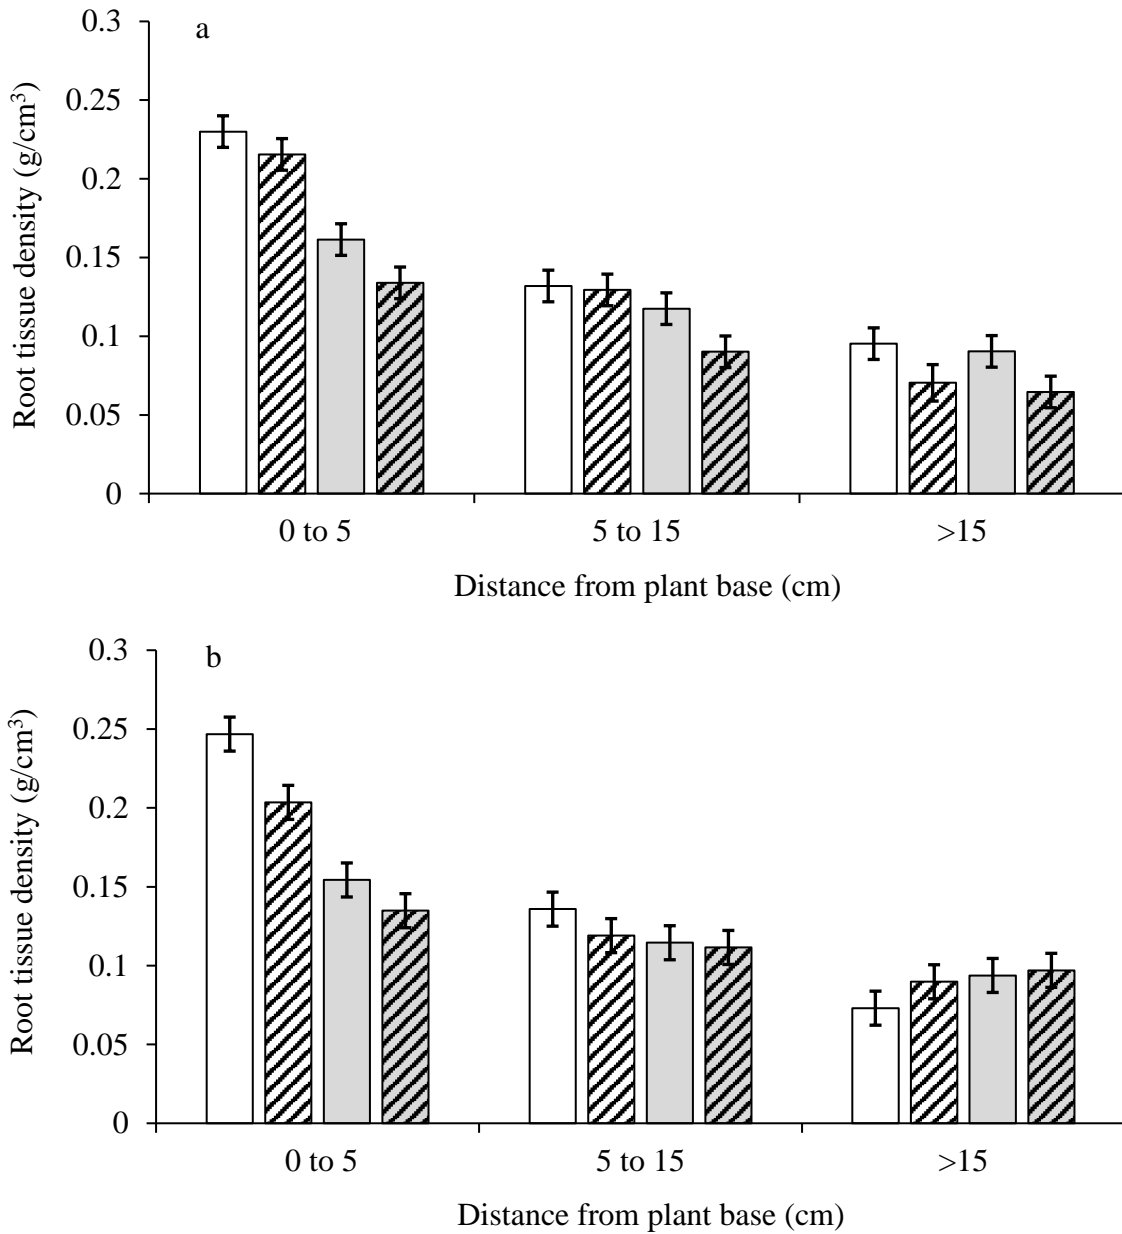 a
Root tissue density (g/cm³)
0.3
0.25
0.2
0.15
0.1
0.05
0
0 to 5
5 to 15
>15
Distance from plant base (cm)
b
Root tissue density (g/cm³)
0.3
0.25
0.2
0.15
0.1
0.05
0
0 to 5
5 to 15
>15
Distance from plant base (cm)